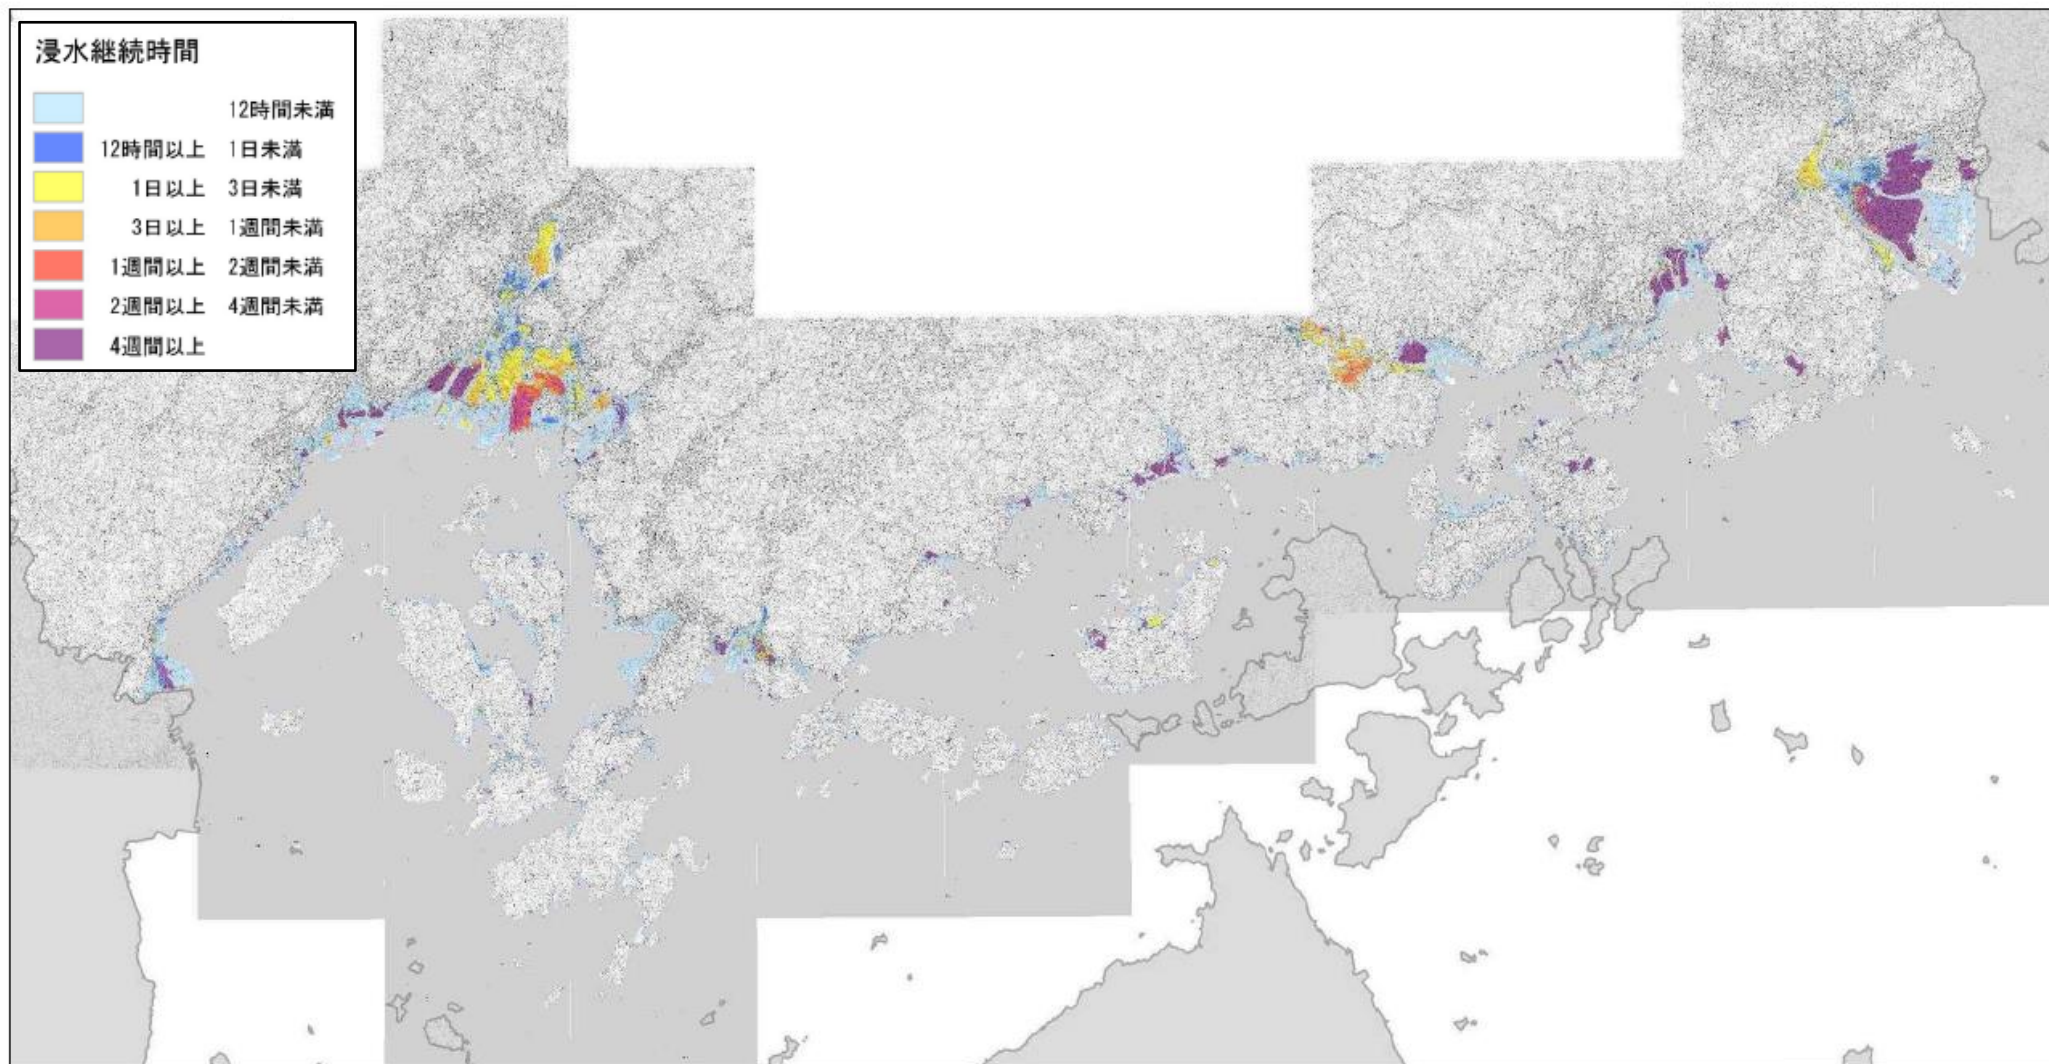 浸水継続時間
12時間未満
12時間以上 1日未満
1日以上 3日未満
3日以上 1週間未満
1週間以上 2週間未満
2週間以上 4週間未満
4週間以上